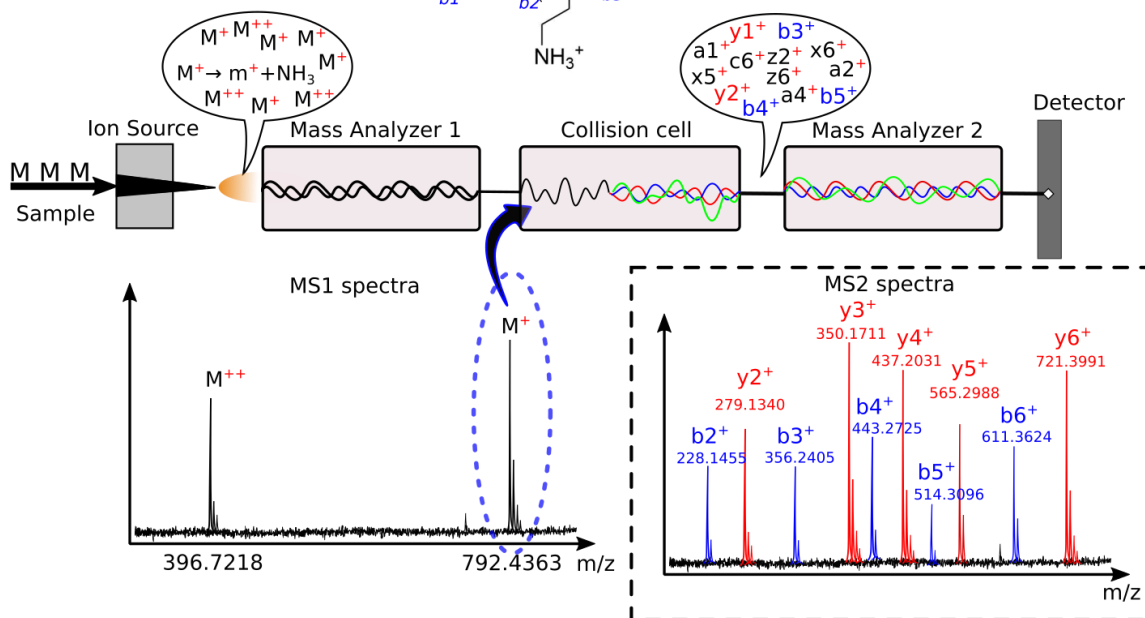 b1 b2
NH₃⁺
M⁺ M⁺⁺ M⁺ M⁺
M⁺→ m⁺+NH₃ M⁺
M⁺⁺ M⁺ M⁺⁺
y1⁺ b3⁺
a1⁺ c6⁺ z2⁺ x6⁺
x5⁺ z6⁺ a2⁺
y2⁺ b4⁺ a4⁺ b5⁺
Ion Source
Mass Analyzer 1
Collision cell
Mass Analyzer 2
Detector
M M M
Sample
MS1 spectra
M⁺
M⁺⁺
396.7218
792.4363
m/z
MS2 spectra
y3⁺
350.1711
y4⁺
437.2031
y6⁺
721.3991
y5⁺
565.2988
y2⁺
279.1340
b4⁺
443.2725
b6⁺
611.3624
b2⁺
228.1455
b3⁺
356.2405
b5⁺
514.3096
m/z